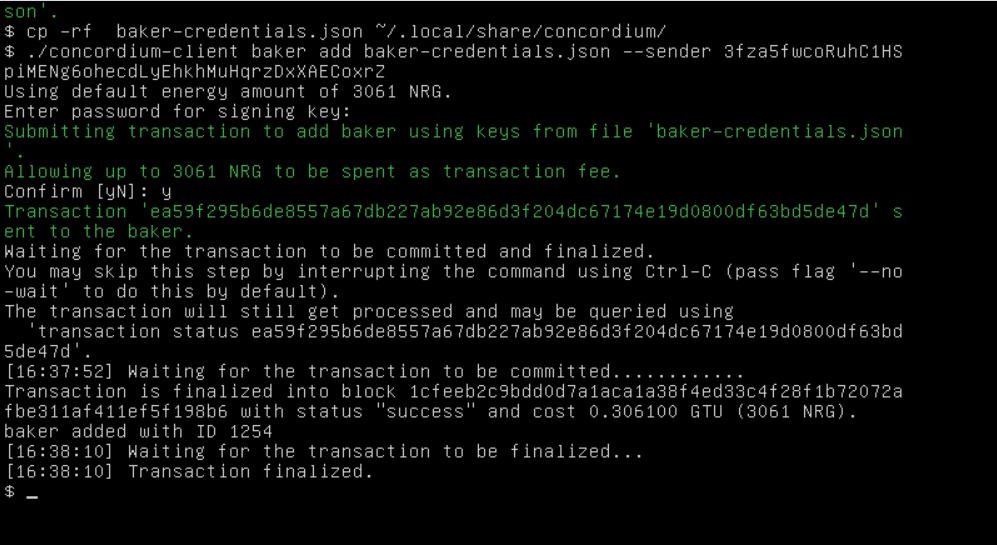 son'.
$ cp -rf  baker-credentials.json ~/.local/share/concordium/
$ ./concordium-client baker add baker-credentials.json --sender 3fza5fwcoRuhC1HS
piMENg6ohecdLyEhkhMuHqrzDxXAECoxrZ
Using default energy amount of 3061 NRG.
Enter password for signing key:
Submitting transaction to add baker using keys from file 'baker-credentials.json
'.
Allowing up to 3061 NRG to be spent as transaction fee.
Confirm [yN]: y
Transaction 'ea59f295b6de8557a67db227ab92e86d3f204dc67174e19d0800df63bd5de47d' s
ent to the baker.
Waiting for the transaction to be committed and finalized.
You may skip this step by interrupting the command using Ctrl-C (pass flag '--no
-wait' to do this by default).
The transaction will still get processed and may be queried using
  'transaction status ea59f295b6de8557a67db227ab92e86d3f204dc67174e19d0800df63bd
5de47d'.
[16:37:52] Waiting for the transaction to be committed............
Transaction is finalized into block 1cfeeb2c9bdd0d7a1aca1a38f4ed33c4f28f1b72072a
fbe311af411ef5f198b6 with status "success" and cost 0.306100 GTU (3061 NRG).
baker added with ID 1254
[16:38:10] Waiting for the transaction to be finalized...
[16:38:10] Transaction finalized.
$ _